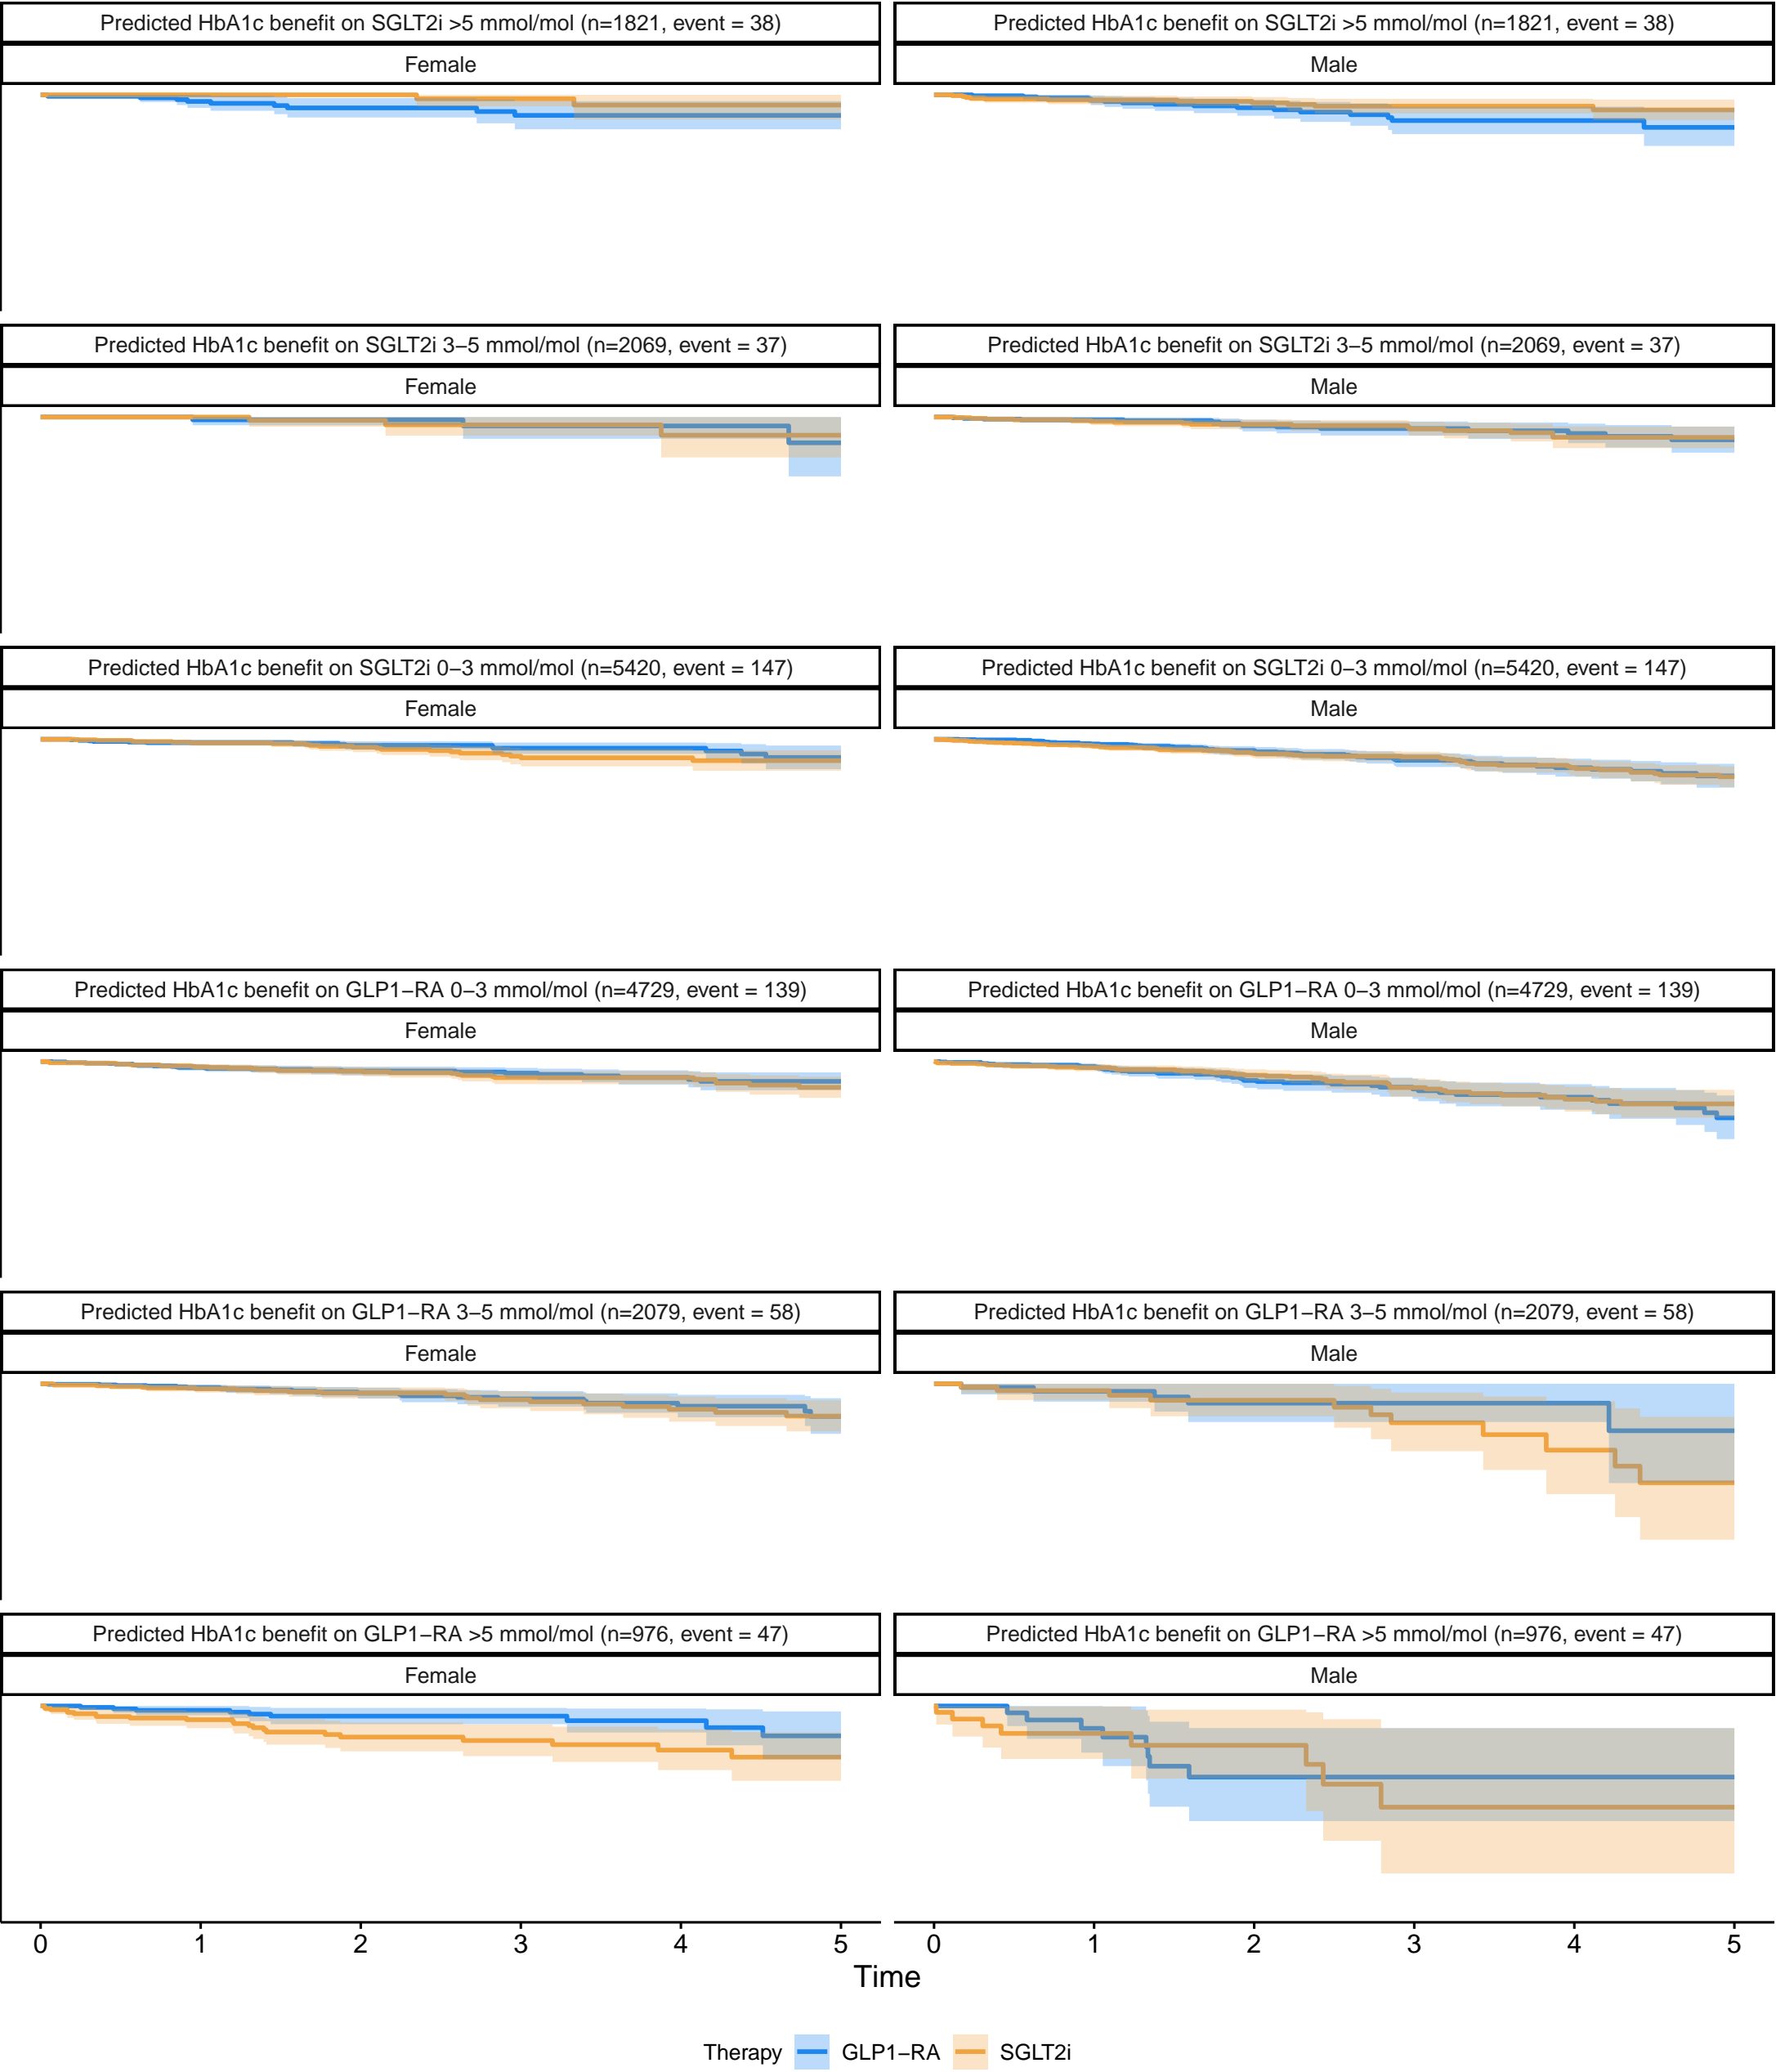 Predicted HbA1c benefit on SGLT2i >5 mmol/mol (n=1821, event = 38)
Predicted HbA1c benefit on SGLT2i >5 mmol/mol (n=1821, event = 38)
Female
Male
Predicted HbA1c benefit on SGLT2i 3−5 mmol/mol (n=2069, event = 37)
Predicted HbA1c benefit on SGLT2i 3−5 mmol/mol (n=2069, event = 37)
Female
Male
Predicted HbA1c benefit on SGLT2i 0−3 mmol/mol (n=5420, event = 147)
Predicted HbA1c benefit on SGLT2i 0−3 mmol/mol (n=5420, event = 147)
Female
Male
Predicted HbA1c benefit on GLP1−RA 0−3 mmol/mol (n=4729, event = 139)
Predicted HbA1c benefit on GLP1−RA 0−3 mmol/mol (n=4729, event = 139)
Female
Male
Predicted HbA1c benefit on GLP1−RA 3−5 mmol/mol (n=2079, event = 58)
Predicted HbA1c benefit on GLP1−RA 3−5 mmol/mol (n=2079, event = 58)
Female
Male
Predicted HbA1c benefit on GLP1−RA >5 mmol/mol (n=976, event = 47)
Predicted HbA1c benefit on GLP1−RA >5 mmol/mol (n=976, event = 47)
Female
Male
0 1 2 3 4 5
0 1 2 3 4 5
Time
Therapy GLP1−RA SGLT2i